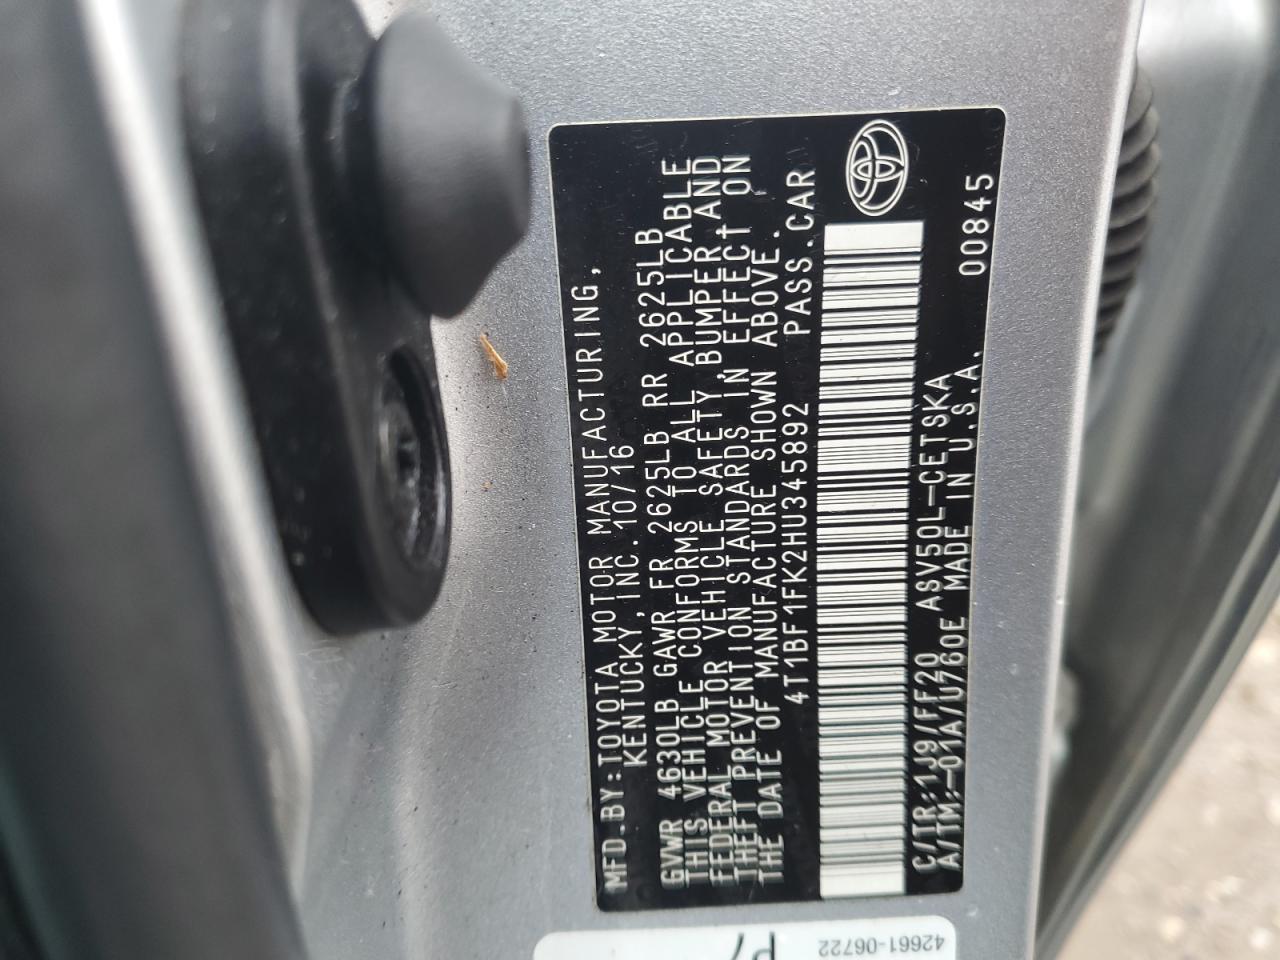 MFD.BY:TOYOTA MOTOR MANUFACTURING,
KENTUCKY,INC.10/16
GVWR 4630LB GAWR FR 2625LB RR 2625LB
THIS VEHICLE CONFORMS TO ALL APPLICABLE
FEDERAL MOTOR VEHICLE SAFETY,BUMPER,AND
THEFT PREVENTION STANDARDS IN EFFECT ON
THE DATE OF MANUFACTURE SHOWN ABOVE.
4T1BF1FK2HU345892 PASS.CAR
C/TR:1J9/FF20 ASV50L-CETSKA 00845
A/TM:-01A/U760E MADE IN U.S.A.
42661-06722